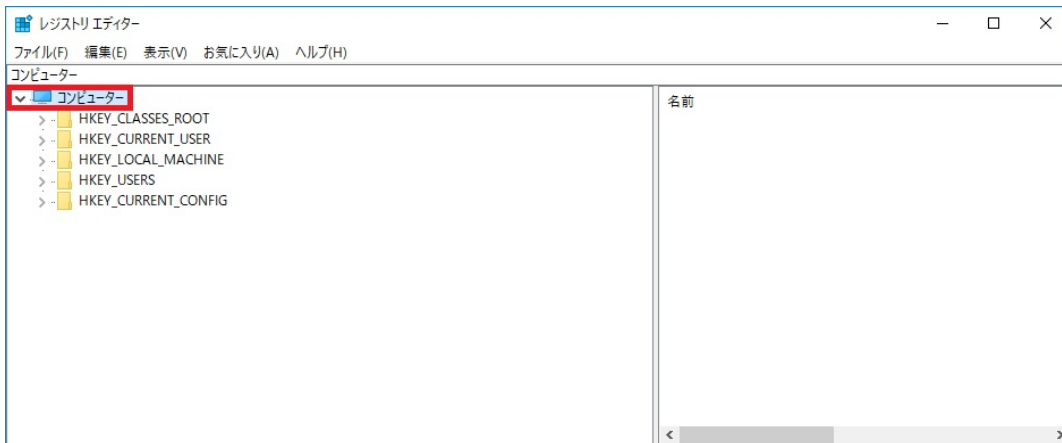 レジストリ エディター
ファイル(F) 編集(E) 表示(V) お気に入り(A) ヘルプ(H)
コンピューター
コンピューター
名前
HKEY_CLASSES_ROOT
HKEY_CURRENT_USER
HKEY_LOCAL_MACHINE
HKEY_USERS
HKEY_CURRENT_CONFIG